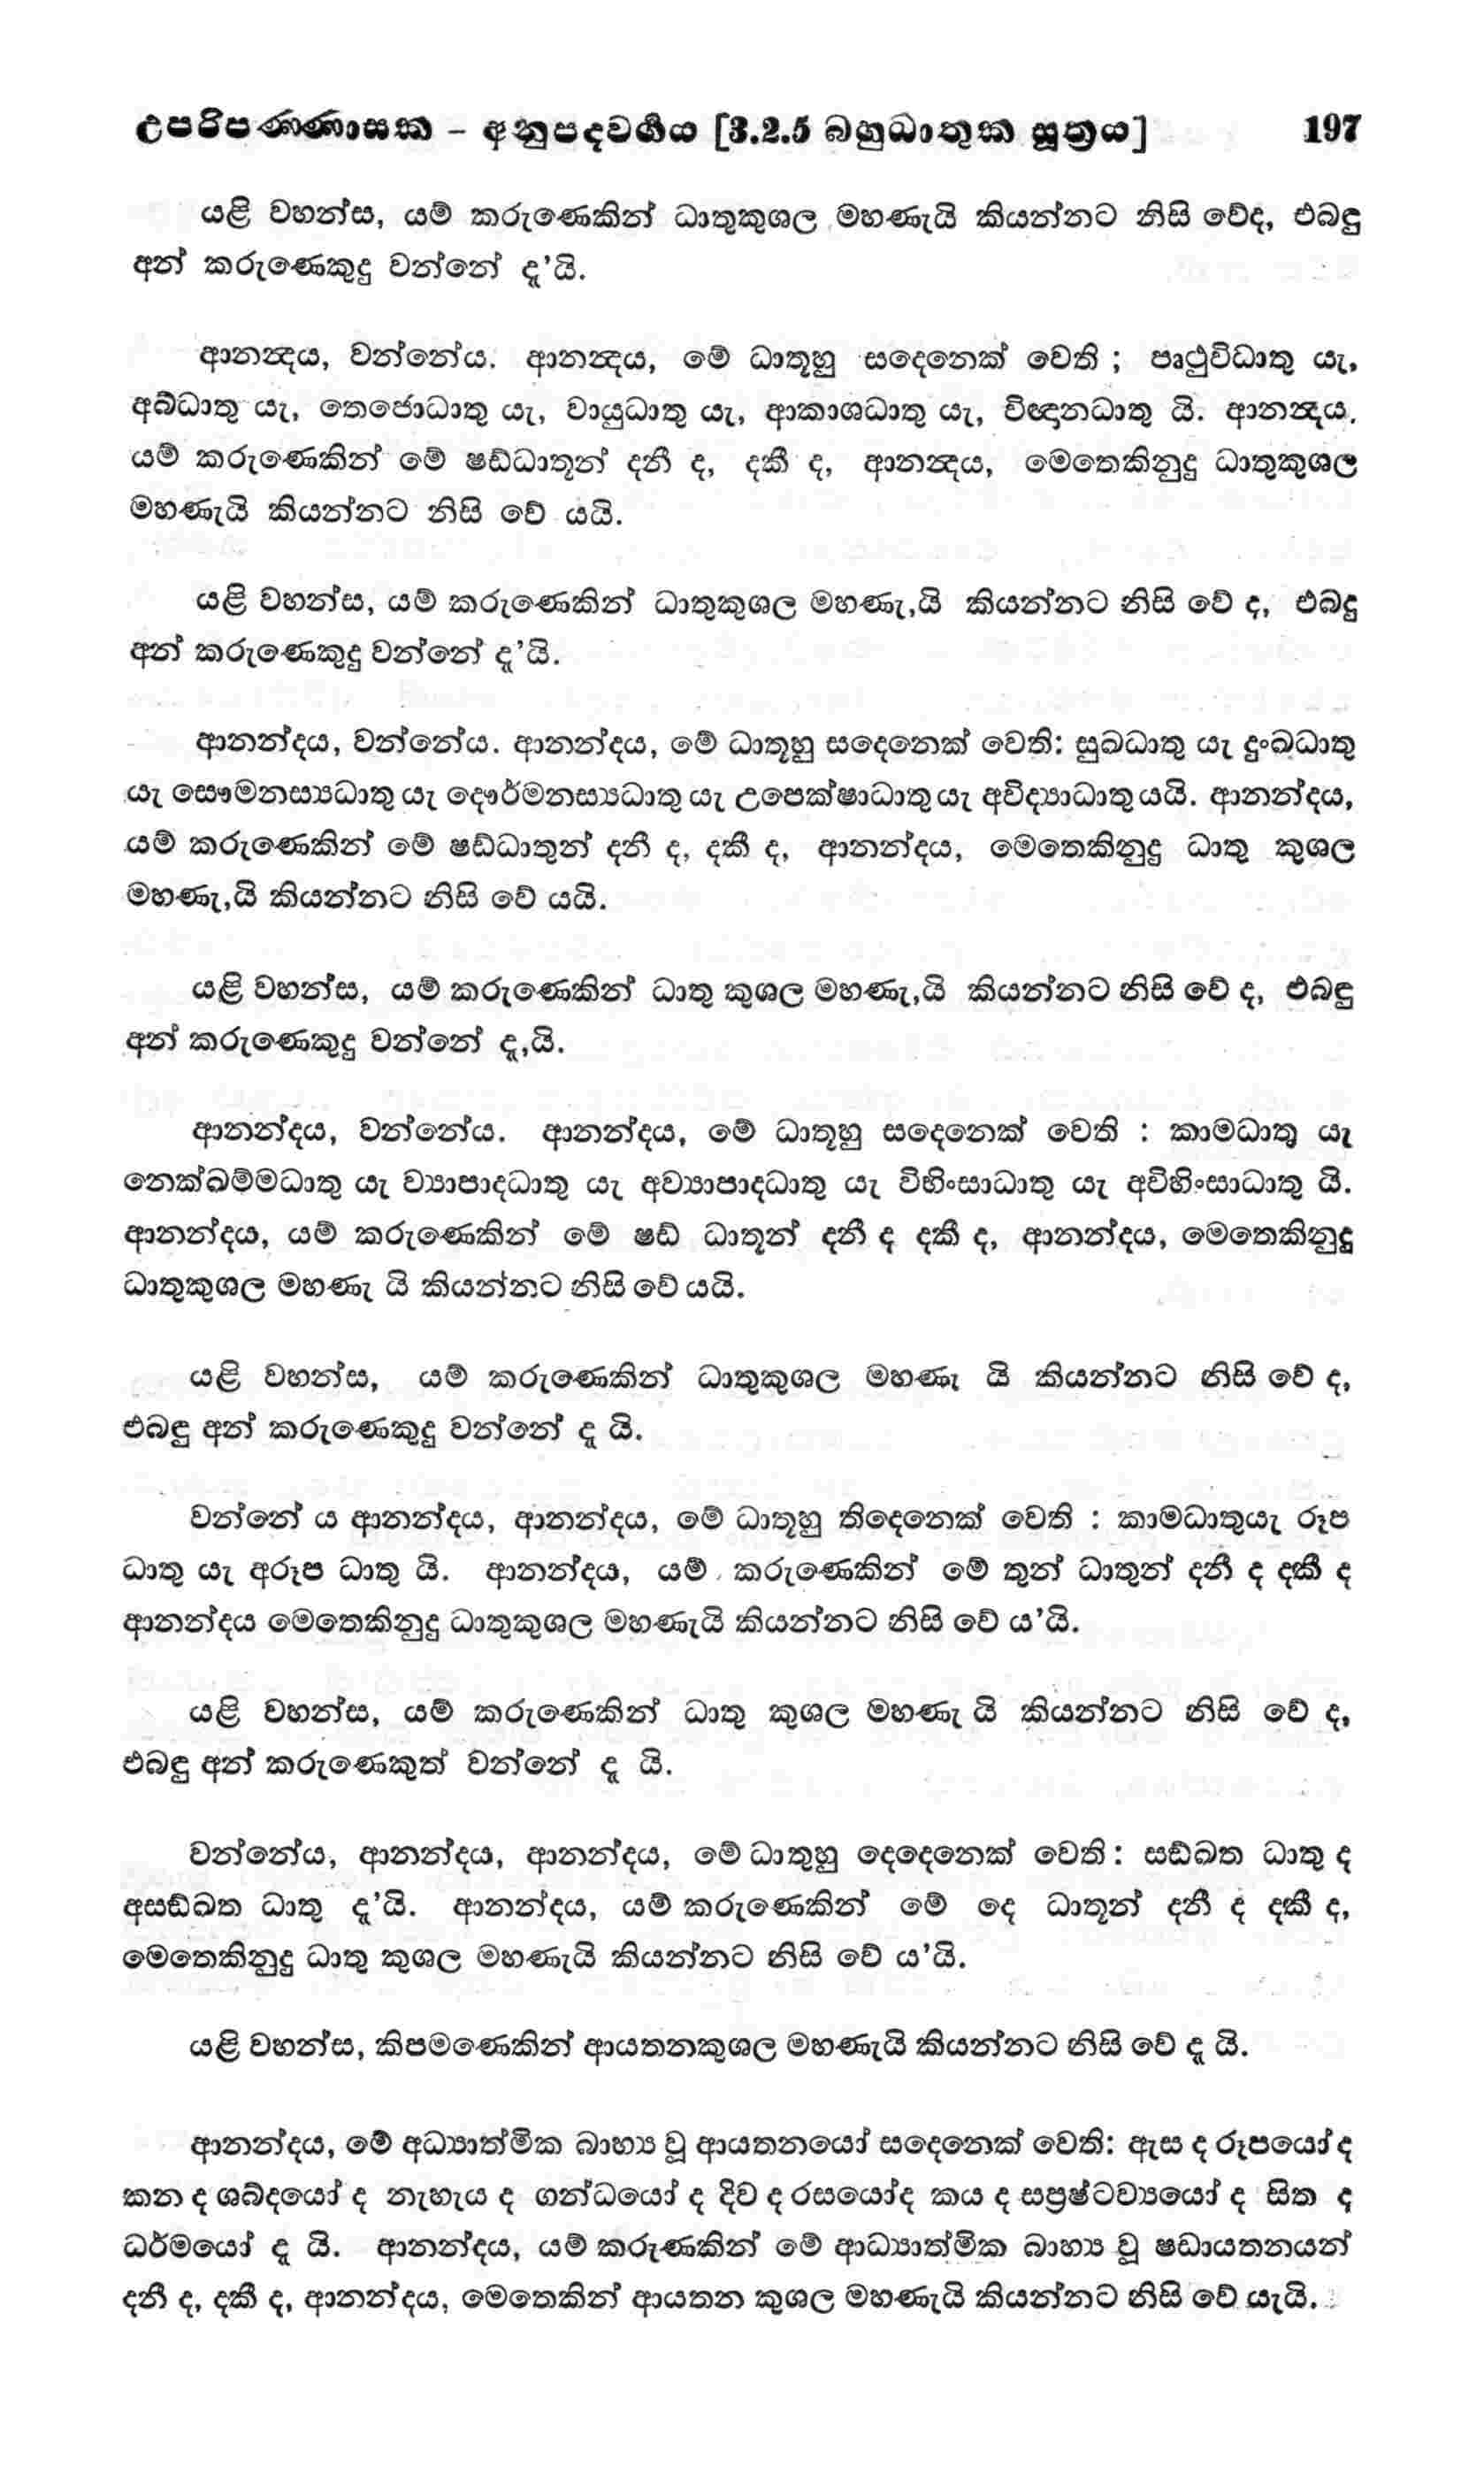 උපරිපණ්ණාසක – අනුපදවර්‍ගය [3.2.5 බහුධාතුක සූත්‍රය] 197
යළි වහන්ස, යම් කරුණෙකින් ධාතුකුශල මහණැයි කියන්නට නිසි වේද, එබඳු
අන් කරුණෙකුදු වන්නේ දැ’යි.
ආනන්‍දය, වන්නේය. ආනන්‍දය, මේ ධාතූහු සදෙනෙක් වෙති ; පෘථුවිධාතු යැ,
අබ්ධාතු යැ, තෙජොධාතු යැ, වායුධාතු යැ, ආකාශධාතු යැ, විඥානධාතු යි. ආනන්‍දය.
යම් කරුණෙකින් මේ ෂඩ්ධාතූන් දනී ද, දකී ද, ආනන්‍දය, මෙතෙකිනුදු ධාතුකුශල
මහණැයි කියන්නට නිසි වේ යයි.
යළි වහන්ස, යම් කරුණෙකින් ධාතුකුශල මහණැ,යි කියන්නට නිසි වේ ද, එබදු
අන් කරුණෙකුදු වන්නේ දැ’යි.
ආනන්දය, වන්නේය. ආනන්දය, මේ ධාතූහු සදෙනෙක් වෙති: සුඛධාතු යැ දුංඛධාතු
යැ සෞමනස්‍යධාතු යැ දෞර්මනස්‍යධාතු යැ උපෙක්ෂාධාතු යැ අවිද්‍යාධාතු යයි. ආනන්දය,
යම් කරුණෙකින් මේ ෂඩ්ධාතුන් දනී ද, දකී ද, ආනන්දය, මෙතෙකිනුදු ධාතු කුශල
මහණැ,යි කියන්නට නිසි වේ යයි.
යළි වහන්ස, යම් කරුණෙකින් ධාතු කුශල මහණැ,යි කියන්නට නිසි වේ ද, එබඳු
අන් කරුණෙකුදු වන්නේ දැ,යි.
ආනන්දය, වන්නේය. ආනන්දය, මේ ධාතූහු සදෙනෙක් වෙති : කාමධාතු යැ
නෙක්ඛම්මධාතු යැ ව්‍යාපාදධාතු යැ අව්‍යාපාදධාතු යැ විහිංසාධාතු යැ අවිහිංසාධාතු යි.
ආනන්දය, යම් කරුණෙකින් මේ ෂඩ් ධාතූන් දනී ද දකී ද, ආනන්දය, මෙතෙකිනුදු
ධාතුකුශල මහණැ යි කියන්නට නිසි වේ යයි.
යළි වහන්ස, යම් කරුණෙකින් ධාතුකුශල මහණැ යි කියන්නට නිසි වේ ද,
එබඳු අන් කරුණෙකුදු වන්නේ දැ යි.
වන්නේ ය ආනන්දය, ආනන්දය, මේ ධාතූහු තිදෙනෙක් වෙති : කාමධාතුයැ රූප
ධාතු යැ අරූප ධාතු යි. ආනන්දය, යම් කරුණෙකින් මේ තුන් ධාතුන් දනී ද දකී ද
ආනන්දය මෙතෙකිනුදු ධාතුකුශල මහණැයි කියන්නට නිසි වේ ය’යි.
යළි වහන්ස, යම් කරුණෙකින් ධාතු කුශල මහණැ යි කියන්නට නිසි වේ ද,
එබඳු අන් කරුණෙකුත් වන්නේ දැ යි.
වන්නේය, ආනන්දය, ආනන්දය, මේ ධාතුහු දෙදෙනෙක් වෙති : සඞ්ඛත ධාතු ද
අසඞ්ඛත ධාතු දැ’යි. ආනන්දය, යම් කරුණෙකින් මේ දෙ ධාතූන් දනී ද දකී ද,
මෙතෙකිනුදු ධාතු කුශල මහණැයි කියන්නට නිසි වේ ය’යි.
යළි වහන්ස, කිපමණෙකින් ආයතනකුශල මහණැයි කියන්නට නිසි වේ දැ යි.
ආනන්දය, මේ අධ්‍යාත්මික බාහ්‍ය වූ ආයතනයෝ සදෙනෙක් වෙති: ඇස ද රූපයෝ ද
කන ද ශබ්දයෝ ද නැහැය ද ගන්ධයෝ ද දිව ද රසයෝද කය ද සප්‍රෂ්ටව්‍යයෝ ද සිත ද
ධර්මයෝ දැ යි. ආනන්දය, යම් කරුණකින් මේ ආධ්‍යාත්මික බාහ්‍ය වූ ෂඩායතනයන්
දනී ද, දකී ද, ආනන්දය, මෙතෙකින් ආයතන කුශල මහණැයි කියන්නට නිසි වේ යැයි.